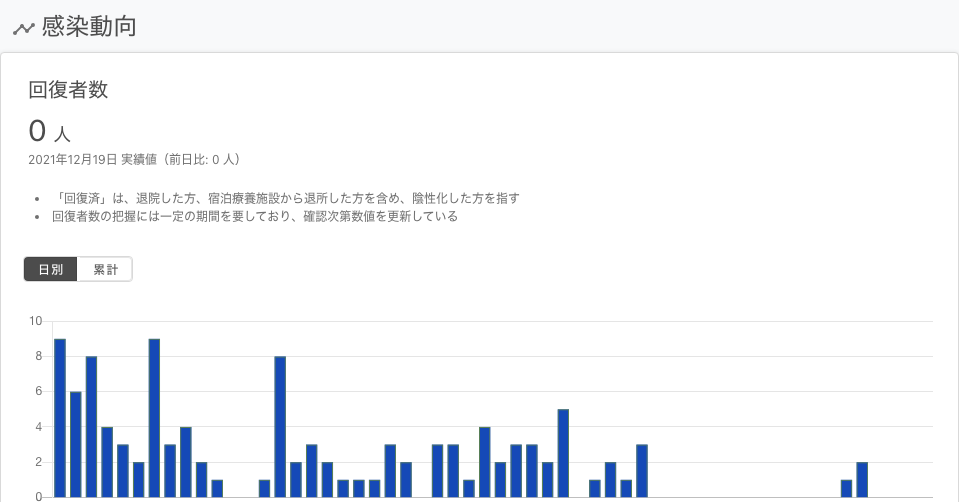 感染動向
回復者数
0 人
2021年12月19日 実績値（前日比: 0 人）
「回復済」は、退院した方、宿泊療養施設から退所した方を含め、陰性化した方を指す
回復者数の把握には一定の期間を要しており、確認次第数値を更新している
日別 累計
10
8
6
4
2
0